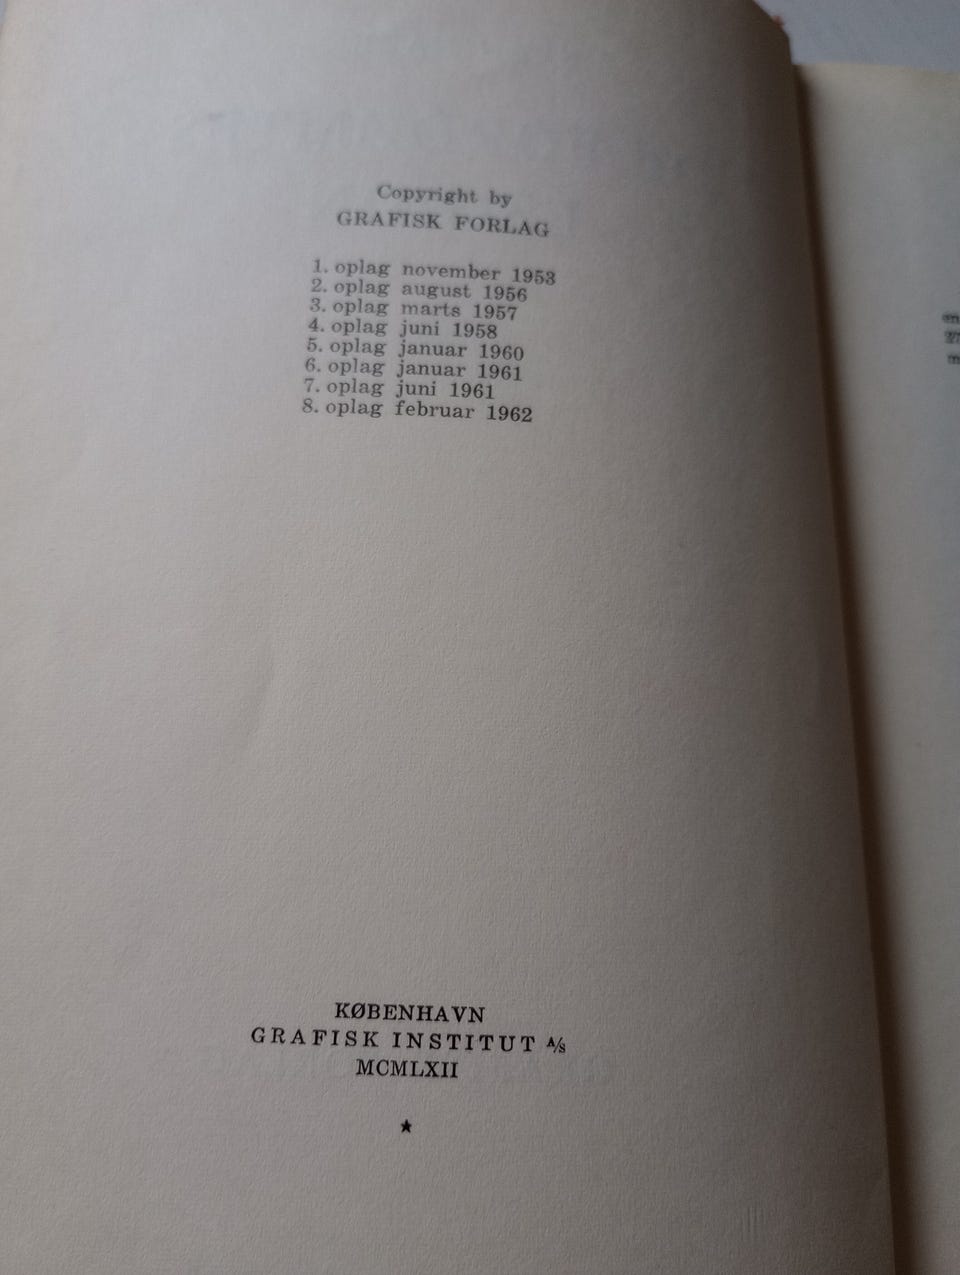 Copyright by
GRAFISK FORLAG
1. oplag november 1953
2. oplag august 1956
3. oplag marts 1957
4. oplag juni 1958
5. oplag januar 1960
6. oplag januar 1961
7. oplag juni 1961
8. oplag februar 1962
KØBENHAVN
GRAFISK INSTITUT A/S
MCMLXII